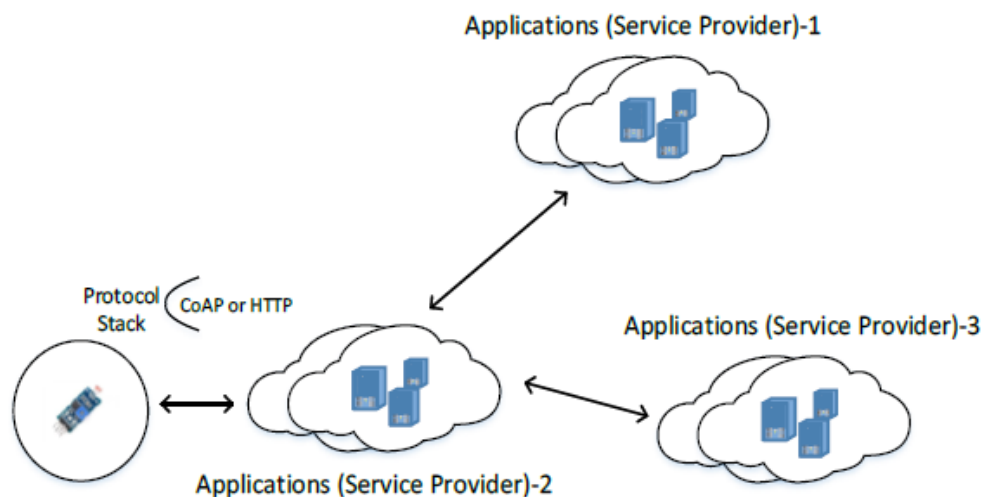 Applications (Service Provider)-1
Protocol
Stack
CoAP or HTTP
Applications (Service Provider)-3
Applications (Service Provider)-2